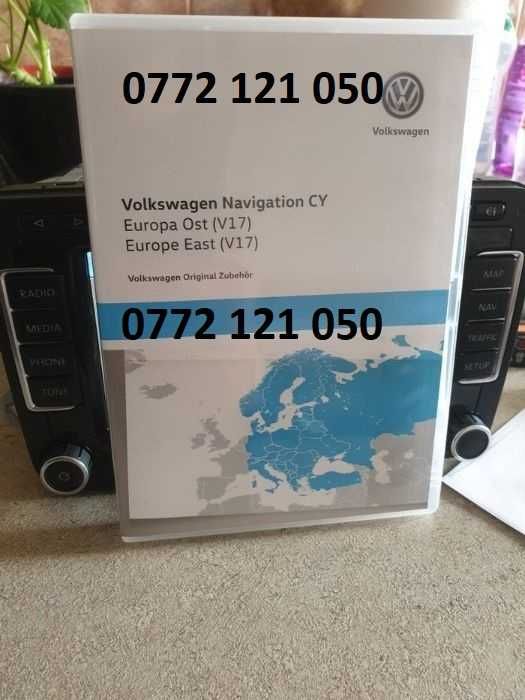 0772 121 050
Volkswagen
Volkswagen Navigation CY
Europa Ost (V17)
Europe East (V17)
Volkswagen Original Zubehör
0772 121 050
RADIO
MEDIA
PHONE
TONE
MAP
NAV
TRAFFIC
SETUP